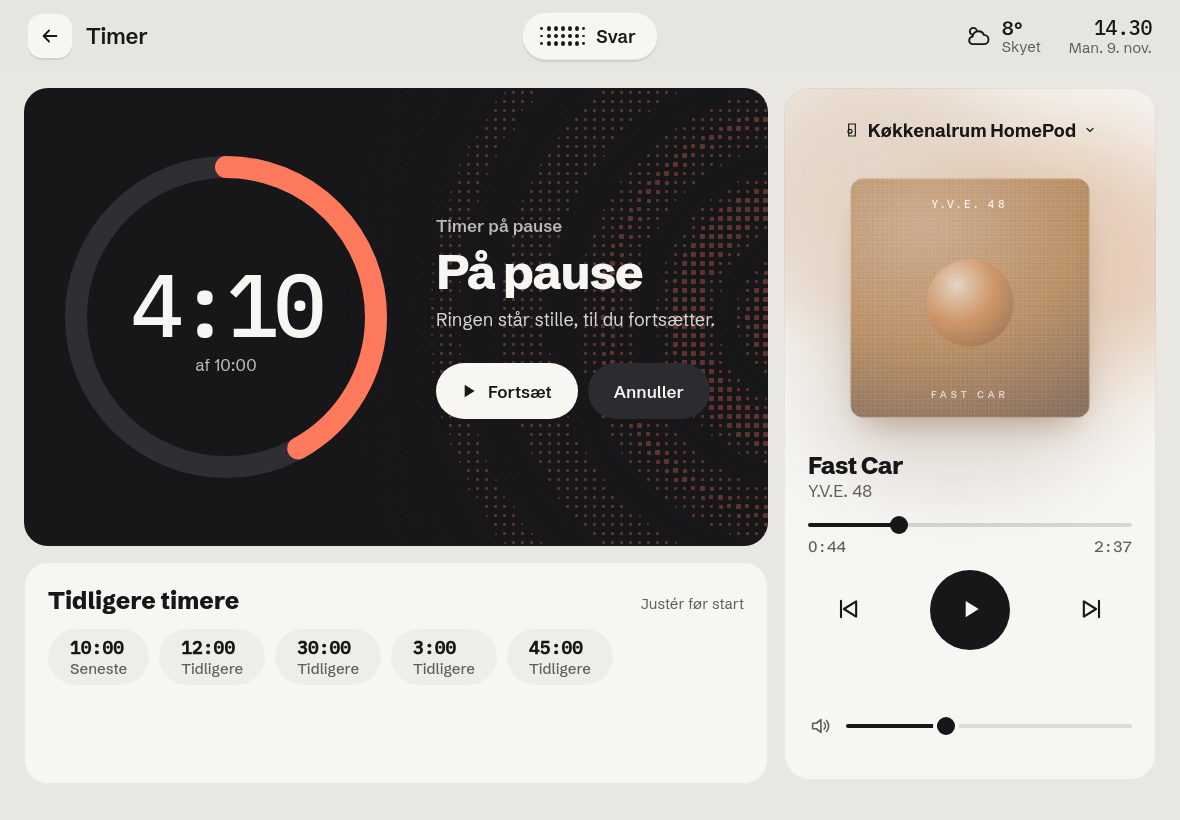 Timer
Svar
8°
Skyet
14.30
Man. 9. nov.
4:10
af 10:00
Timer på pause
På pause
Ringen står stille, til du fortsætter.
Fortsæt
Annuller
Tidligere timere
Justér før start
10:00
Seneste
12:00
Tidligere
30:00
Tidligere
3:00
Tidligere
45:00
Tidligere
Køkkenalrum HomePod
Y.V.E. 48
FAST CAR
Fast Car
Y.V.E. 48
0:44
2:37